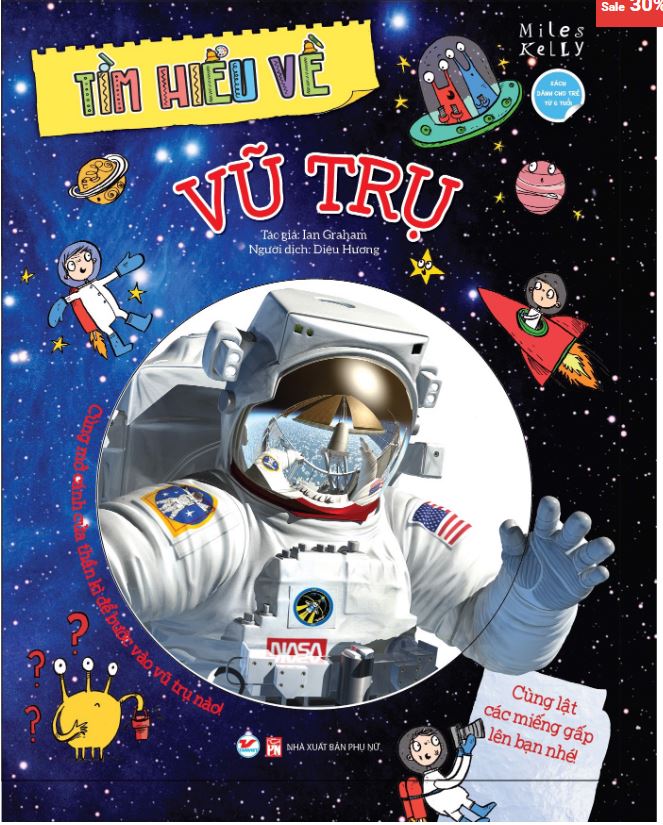 Sale 30%
Miles
Kelly
TÌM HIỂU VỀ
SÁCH
DÀNH CHO TRẺ
TỪ 6 TUỔI
VŨ TRỤ
Tác giả: Ian Graham
Người dịch: Diệu Hương
Cùng mở cánh cửa thần kì để bước vào vũ trụ nào!
NASA
? ? ?
Cùng lật
các miếng gấp
lên bạn nhé!
PN NHÀ XUẤT BẢN PHỤ NỮ